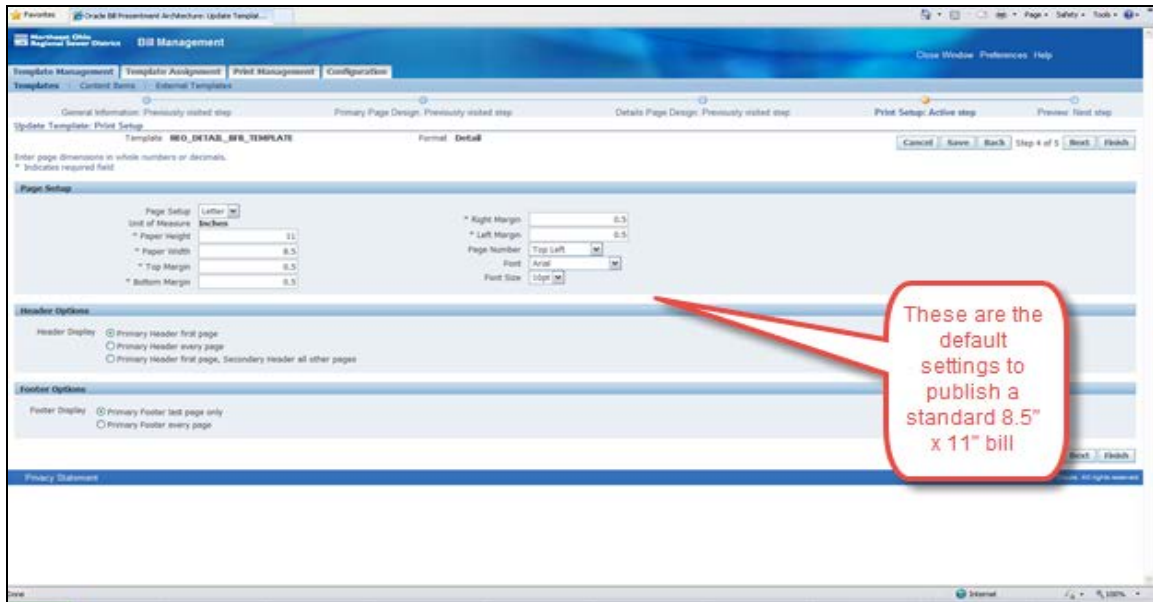 Favorites Oracle Bill Presentment Architecture: Update Templat... Page Safety Tools
Northeast Ohio
Regional Sewer District Bill Management
Close Window Preferences Help
Template Management Template Assignment Print Management Configuration
Templates Content Items External Templates
General Information: Previously visited step Primary Page Design: Previously visited step Details Page Design: Previously visited step Print Setup: Active step Preview: Next step
Update Template: Print Setup
Template Format Detail
Cancel Save Back Step 4 of 5 Next Finish
Enter page dimensions in whole numbers or decimals.
* Indicates required field
Page Setup
Page Setup Letter
Unit of Measure Inches
* Paper Height 11
* Paper Width 8.5
* Top Margin 0.5
* Bottom Margin 0.5
* Right Margin 0.5
* Left Margin 0.5
Page Number Top Left
Font Arial
Font Size 10pt
Header Options
Header Display Primary Header first page
Primary Header every page
Primary Header first page, Secondary Header all other pages
Footer Options
Footer Display Primary Footer last page only
Primary Footer every page
These are the
default
settings to
publish a
standard 8.5"
x 11" bill
Next Finish
Privacy Statement
All rights reserved.
Done Internet 100%